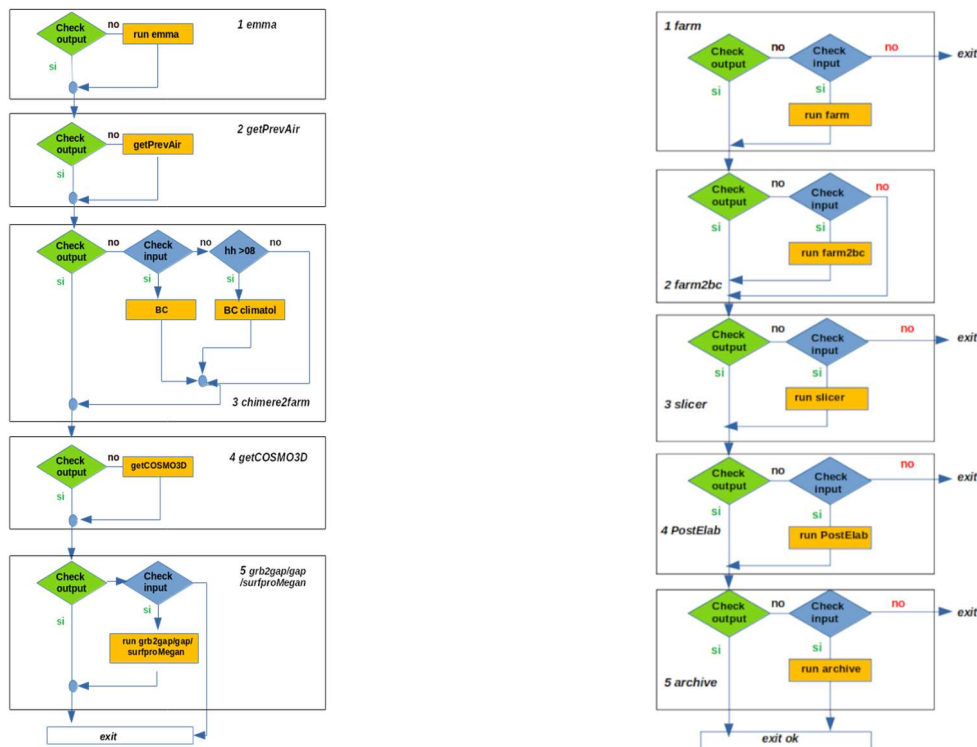 1 emma
Check
output
no
run emma
si
2 getPrevAir
Check
output
no
getPrevAir
si
Check
output
no
Check
input
no
hh >08
no
si
si
si
BC
BC climatol
3 chimere2farm
4 getCOSMO3D
Check
output
no
getCOSMO3D
si
5 grb2gap/gap
/surfproMegan
Check
output
Check
input
si
si
run grb2gap/gap/
surfproMegan
exit
1 farm
Check
output
no
Check
input
no
exit
si
si
run farm
Check
output
no
Check
input
no
si
si
run farm2bc
2 farm2bc
Check
output
no
Check
input
no
exit
si
si
run slicer
3 slicer
Check
output
no
Check
input
no
exit
si
si
4 PostElab
run PostElab
Check
output
no
Check
input
no
exit
si
si
run archive
5 archive
exit ok